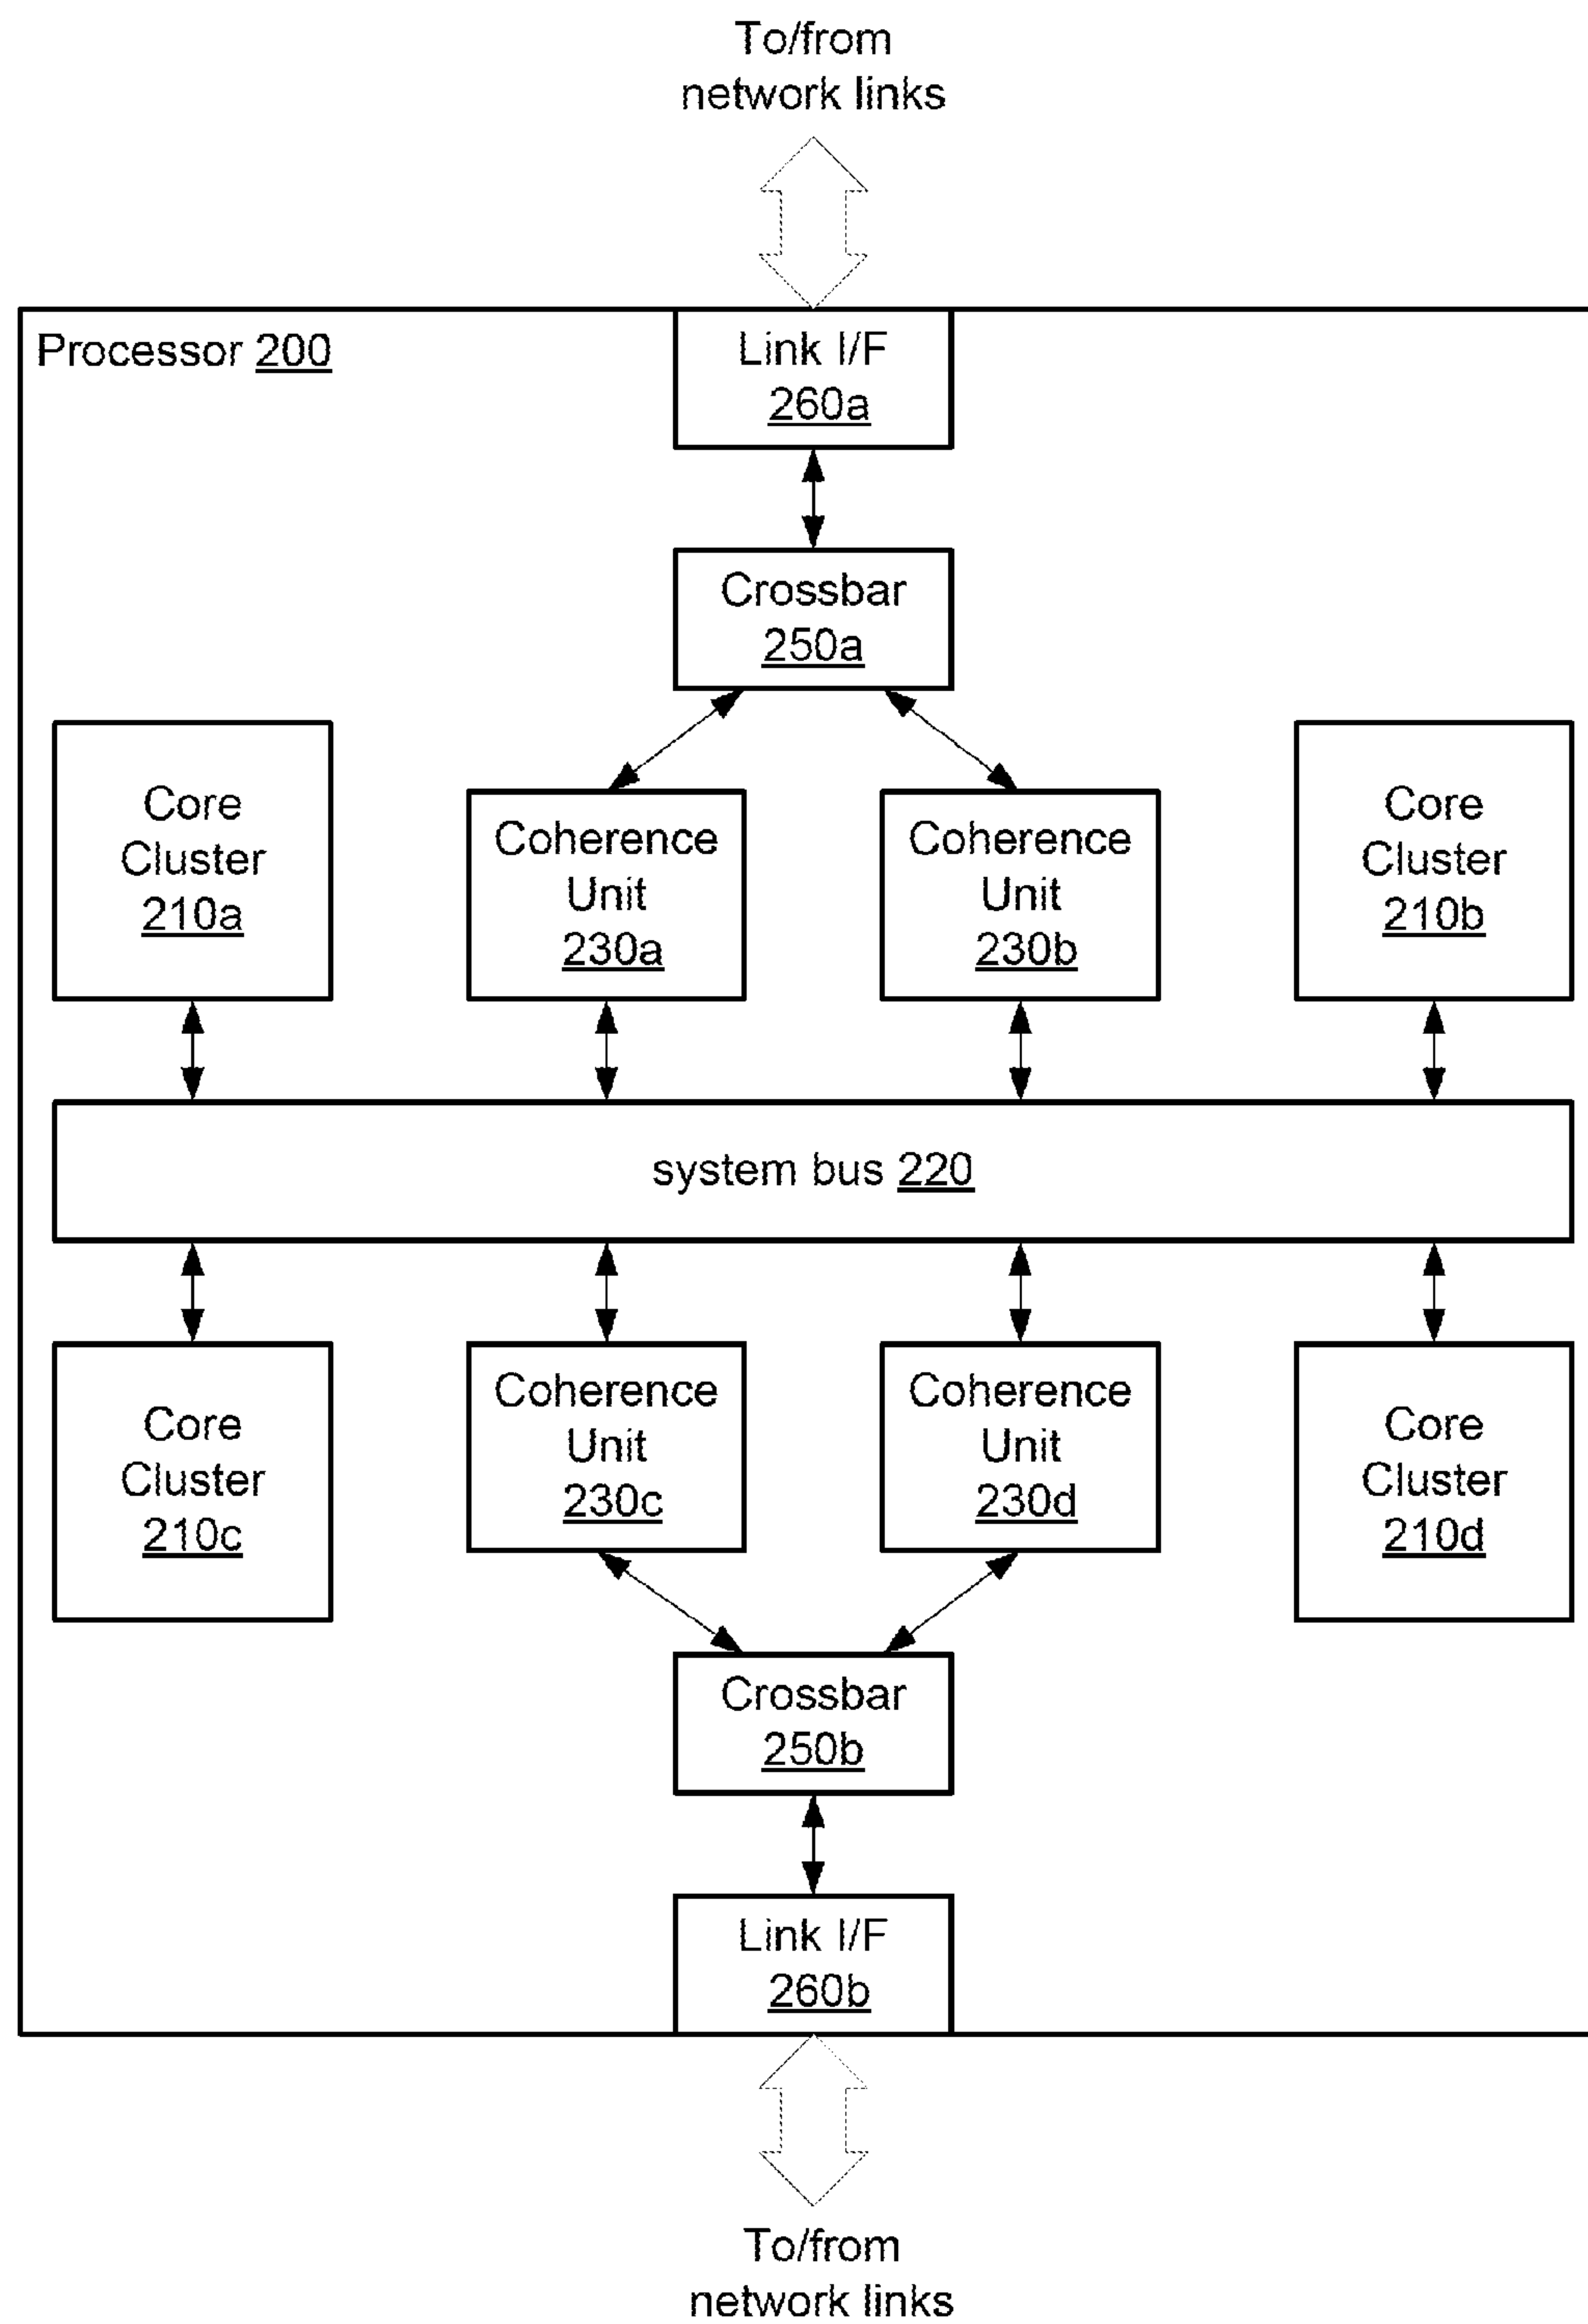 To/from
network links
Processor 200
Link I/F
260a
Crossbar
250a
Core
Cluster
210a
Coherence
Unit
230a
Coherence
Unit
230b
Core
Cluster
210b
system bus 220
Core
Cluster
210c
Coherence
Unit
230c
Coherence
Unit
230d
Core
Cluster
210d
Crossbar
250b
Link I/F
260b
To/from
network links